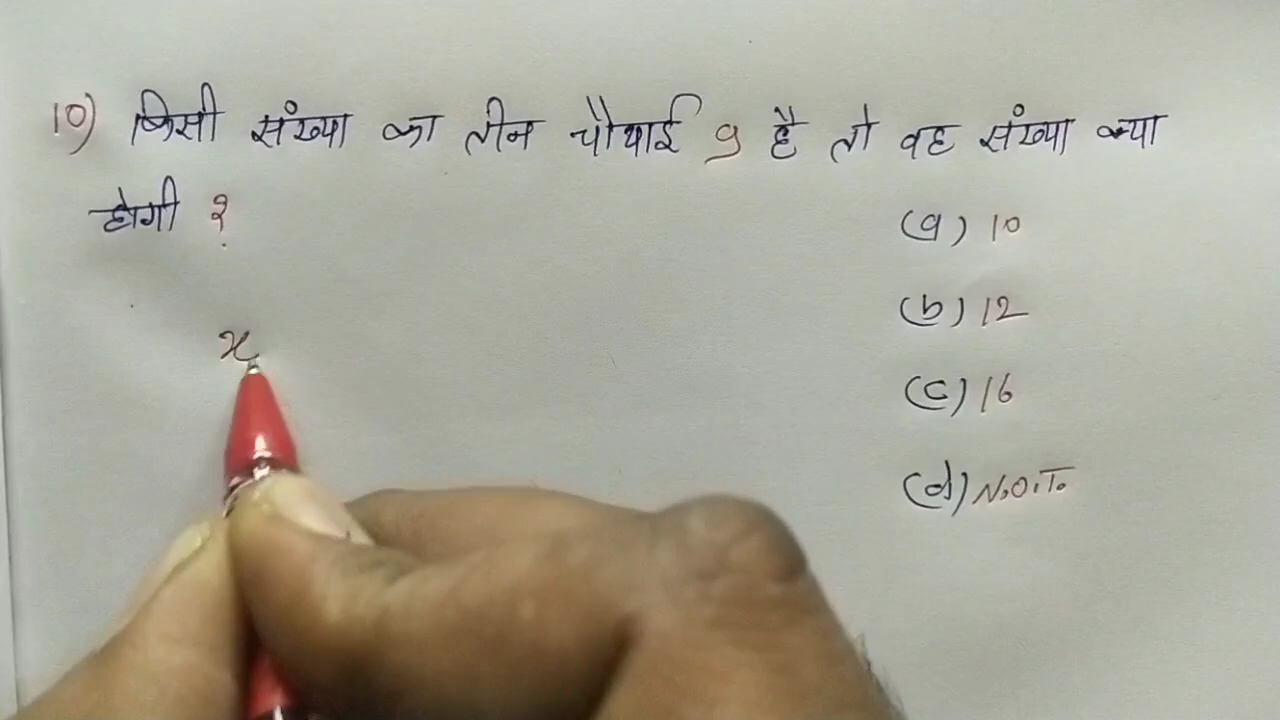 10) किसी संख्या का तीन चौथाई 9 है तो वह संख्या क्या
होगी ?
(a) 10
(b) 12
(c) 16
(d) N.O.T.
x